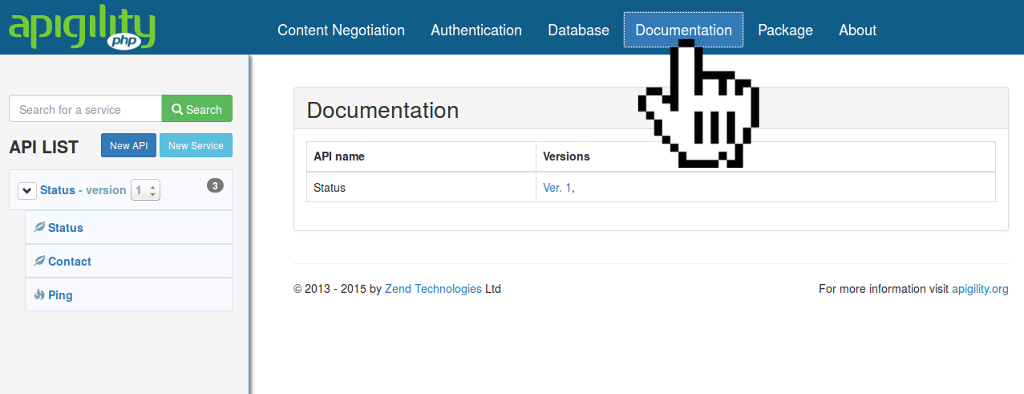 apigility
php
Content Negotiation Authentication Database Documentation Package About
Search for a service Search
API LIST New API New Service
Status - version 1 3
Status
Contact
Ping
Documentation
API name Versions
Status Ver. 1,
© 2013 - 2015 by Zend Technologies Ltd For more information visit apigility.org